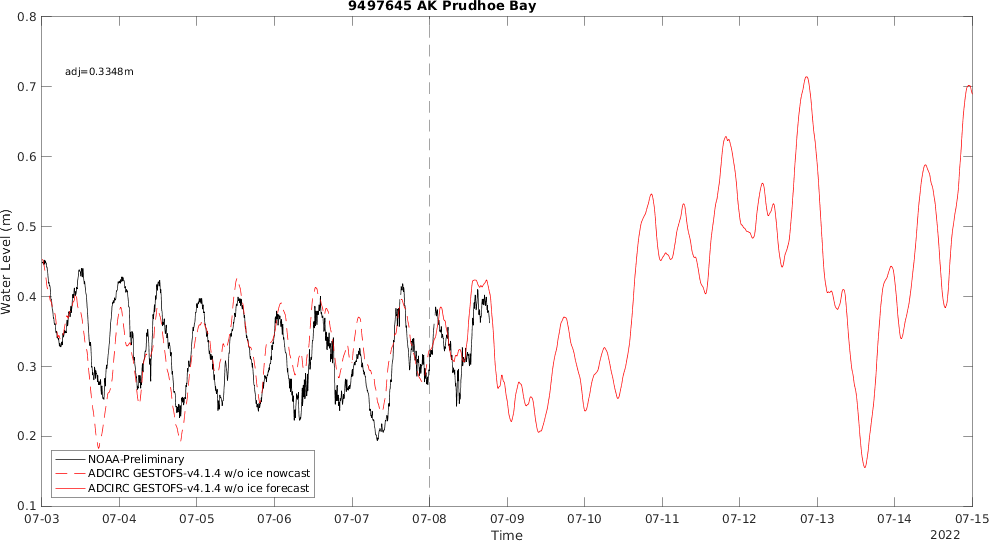 9497645 AK Prudhoe Bay
adj=0.3348m
Water Level (m)
0.8
0.7
0.6
0.5
0.4
0.3
0.2
0.1
NOAA-Preliminary
ADCIRC GESTOFS-v4.1.4 w/o ice nowcast
ADCIRC GESTOFS-v4.1.4 w/o ice forecast
07-03 07-04 07-05 07-06 07-07 07-08 07-09 07-10 07-11 07-12 07-13 07-14 07-15
Time
2022